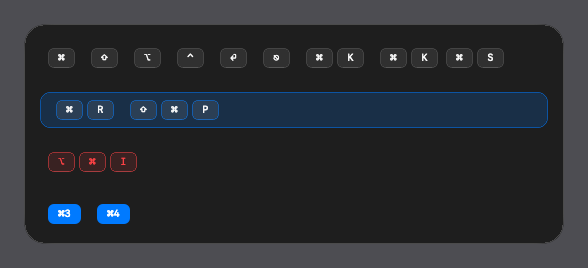 ⌘ ⇧ ⌥ ^ ↩ ⎋ ⌘ K ⌘ K ⌘ S
⌘ R ⇧ ⌘ P
⌥ ⌘ I
⌘3 ⌘4